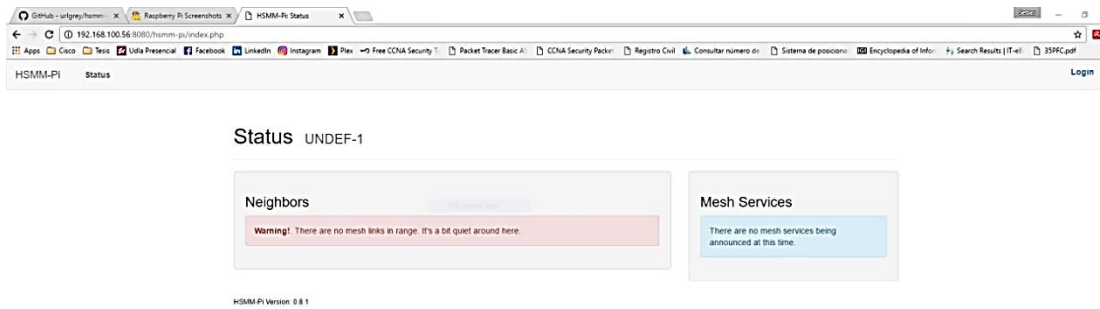 GitHub - urlgrey/hsmm- Raspberry Pi Screenshots HSMM-Pi: Status
192.168.100.56:8080/hsmm-pi/index.php
Apps Cisco Tesis Udla Presencial Facebook LinkedIn Instagram Plex Free CCNA Security T Packet Tracer Basic A CCNA Security Packet Registro Civil Consultar número de Sistema de posiciona Encyclopedia of Infor Search Results | IT-eB 35PFC.pdf
HSMM-Pi Status Login
Status UNDEF-1
Neighbors
Warning!. There are no mesh links in range. It's a bit quiet around here.
Mesh Services
There are no mesh services being
announced at this time.
HSMM-Pi Version: 0.8.1